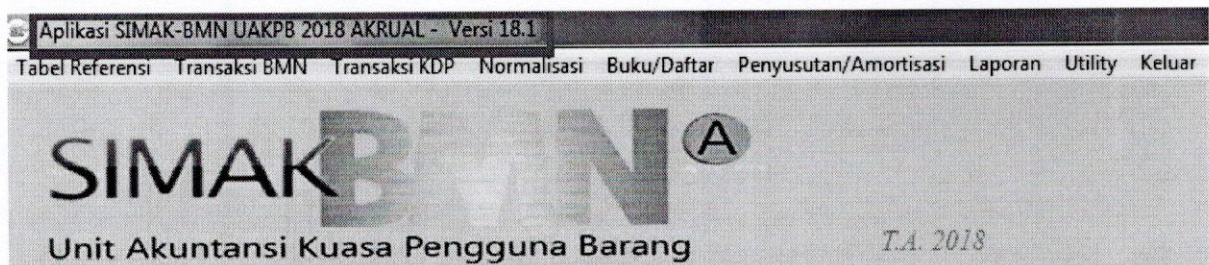 Aplikasi SIMAK-BMN UAKPB 2018 AKRUAL - Versi 18.1
Tabel Referensi Transaksi BMN Transaksi KDP Normalisasi Buku/Daftar Penyusutan/Amortisasi Laporan Utility Keluar
SIMAK BMN A
Unit Akuntansi Kuasa Pengguna Barang
T.A. 2018